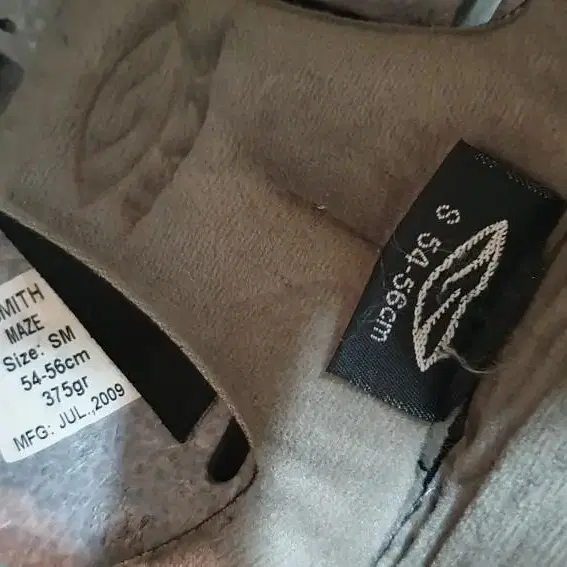 MITH
MAZE
Size: SM
54-56cm
375gr
MFG: JUL.,2009
S 54-56cm